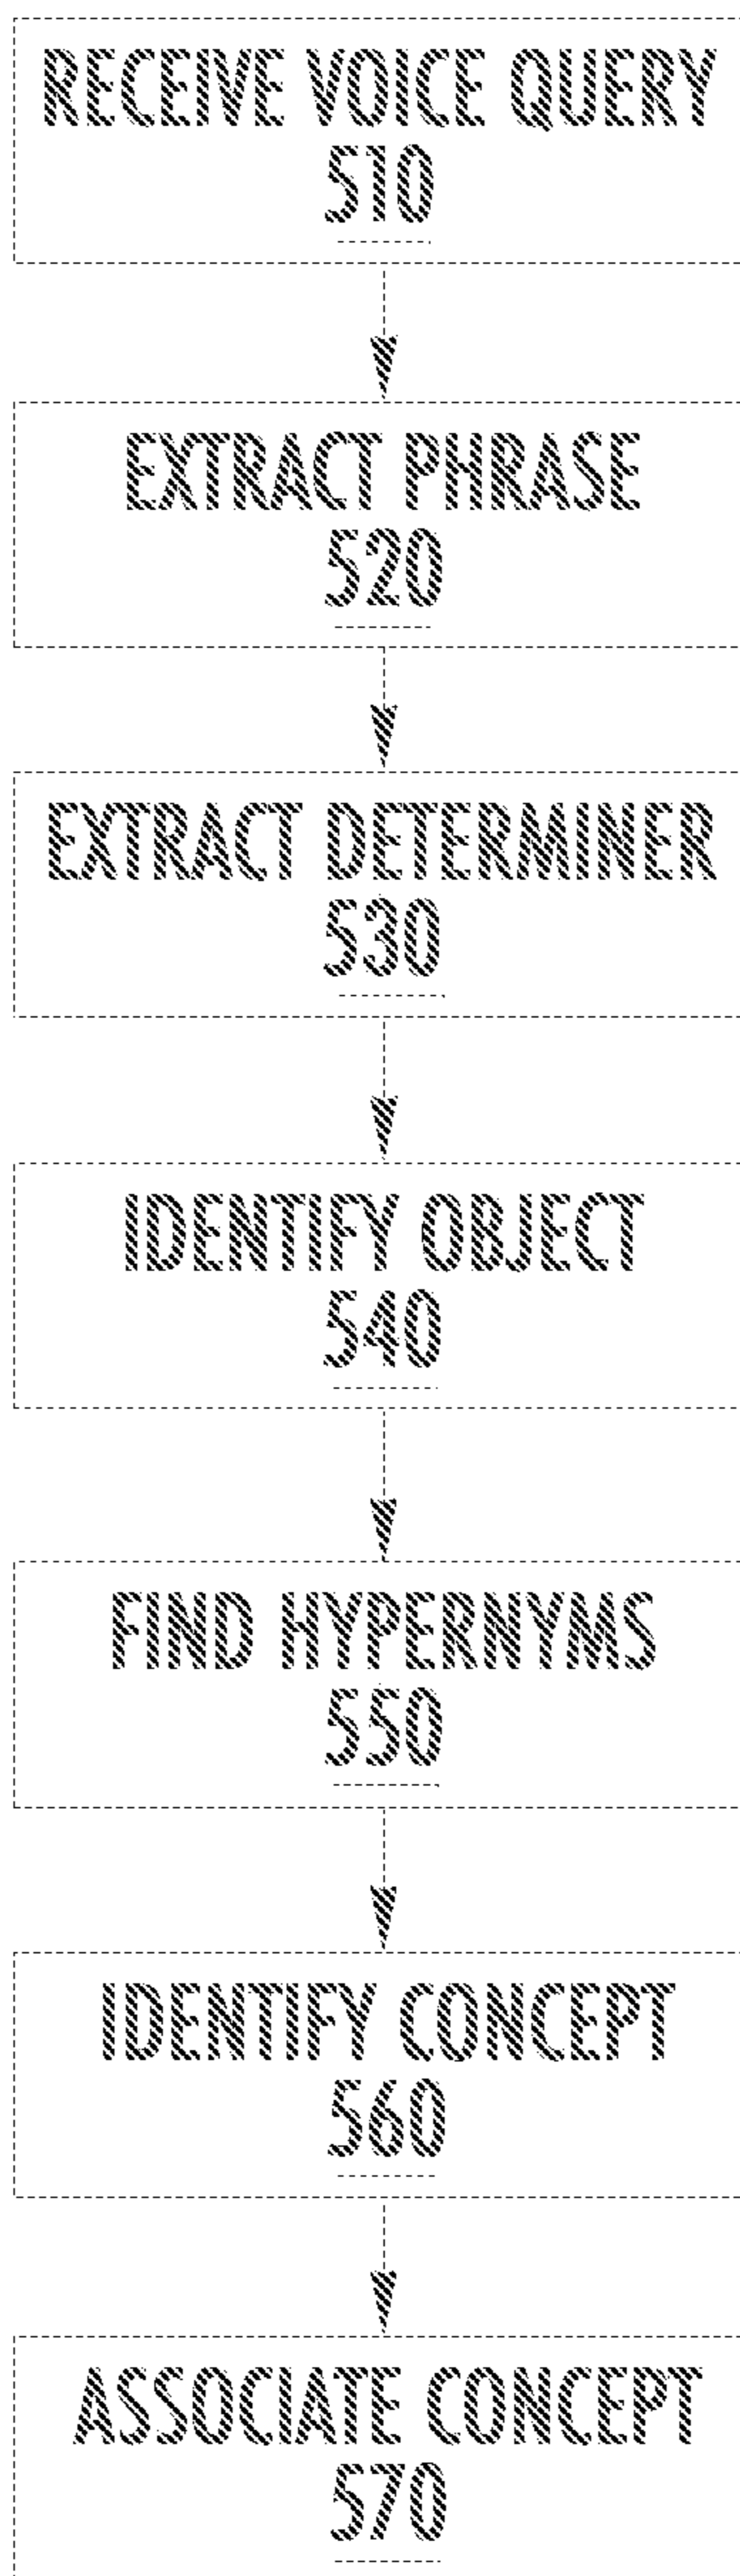 RECEIVE VOICE QUERY
510
EXTRACT PHRASE
520
EXTRACT DETERMINER
530
IDENTIFY OBJECT
540
FIND HYPERNYMS
550
IDENTIFY CONCEPT
560
ASSOCIATE CONCEPT
570